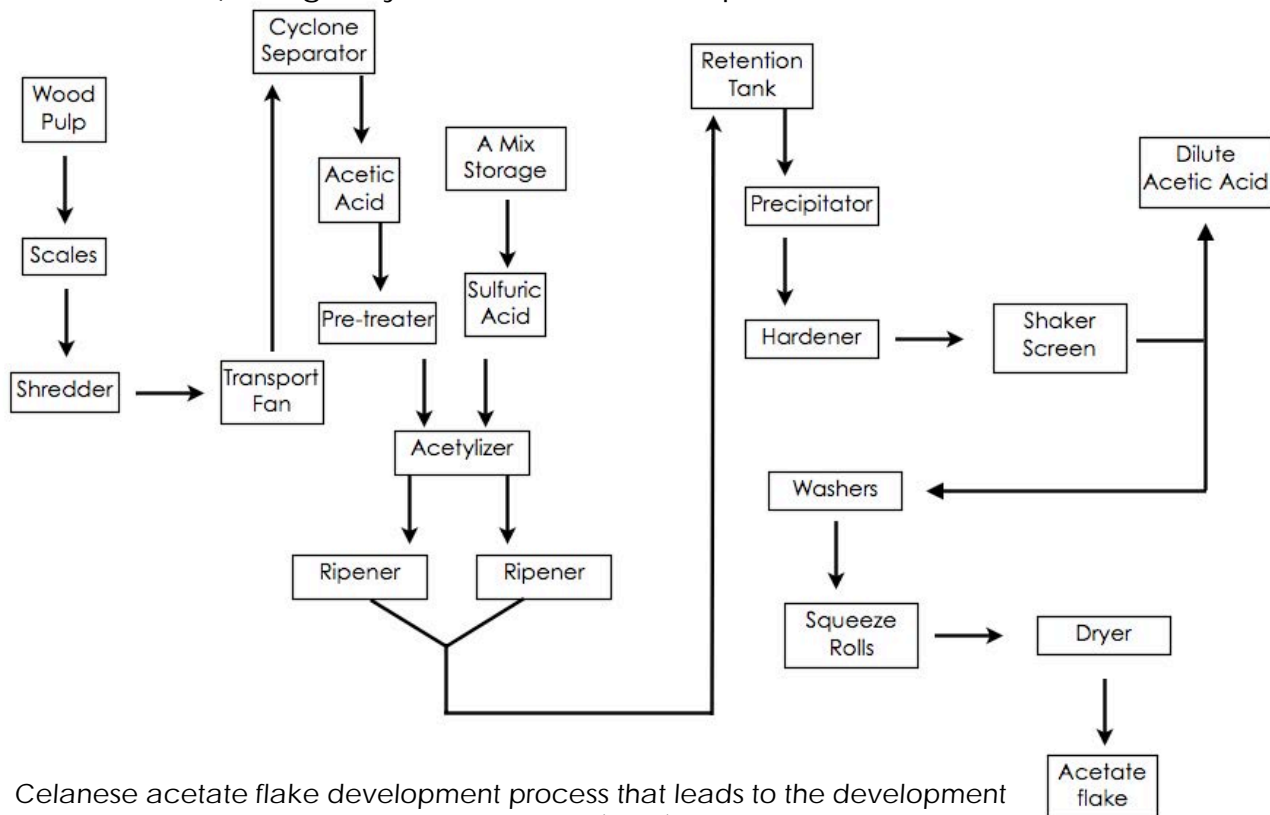 Cyclone
Separator
Wood
Pulp
Scales
Shredder
Transport
Fan
Acetic
Acid
A Mix
Storage
Pre-treater
Sulfuric
Acid
Acetylizer
Ripener
Ripener
Retention
Tank
Precipitator
Hardener
Shaker
Screen
Dilute
Acetic Acid
Washers
Squeeze
Rolls
Dryer
Acetate
flake
Celanese acetate flake development process that leads to the development